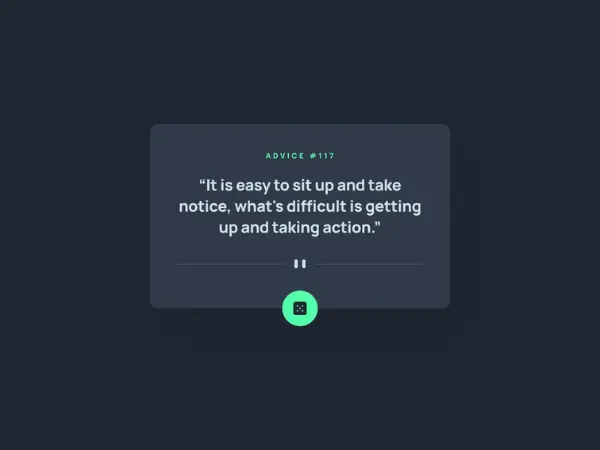 ADVICE #117
“It is easy to sit up and take
notice, what's difficult is getting
up and taking action.”